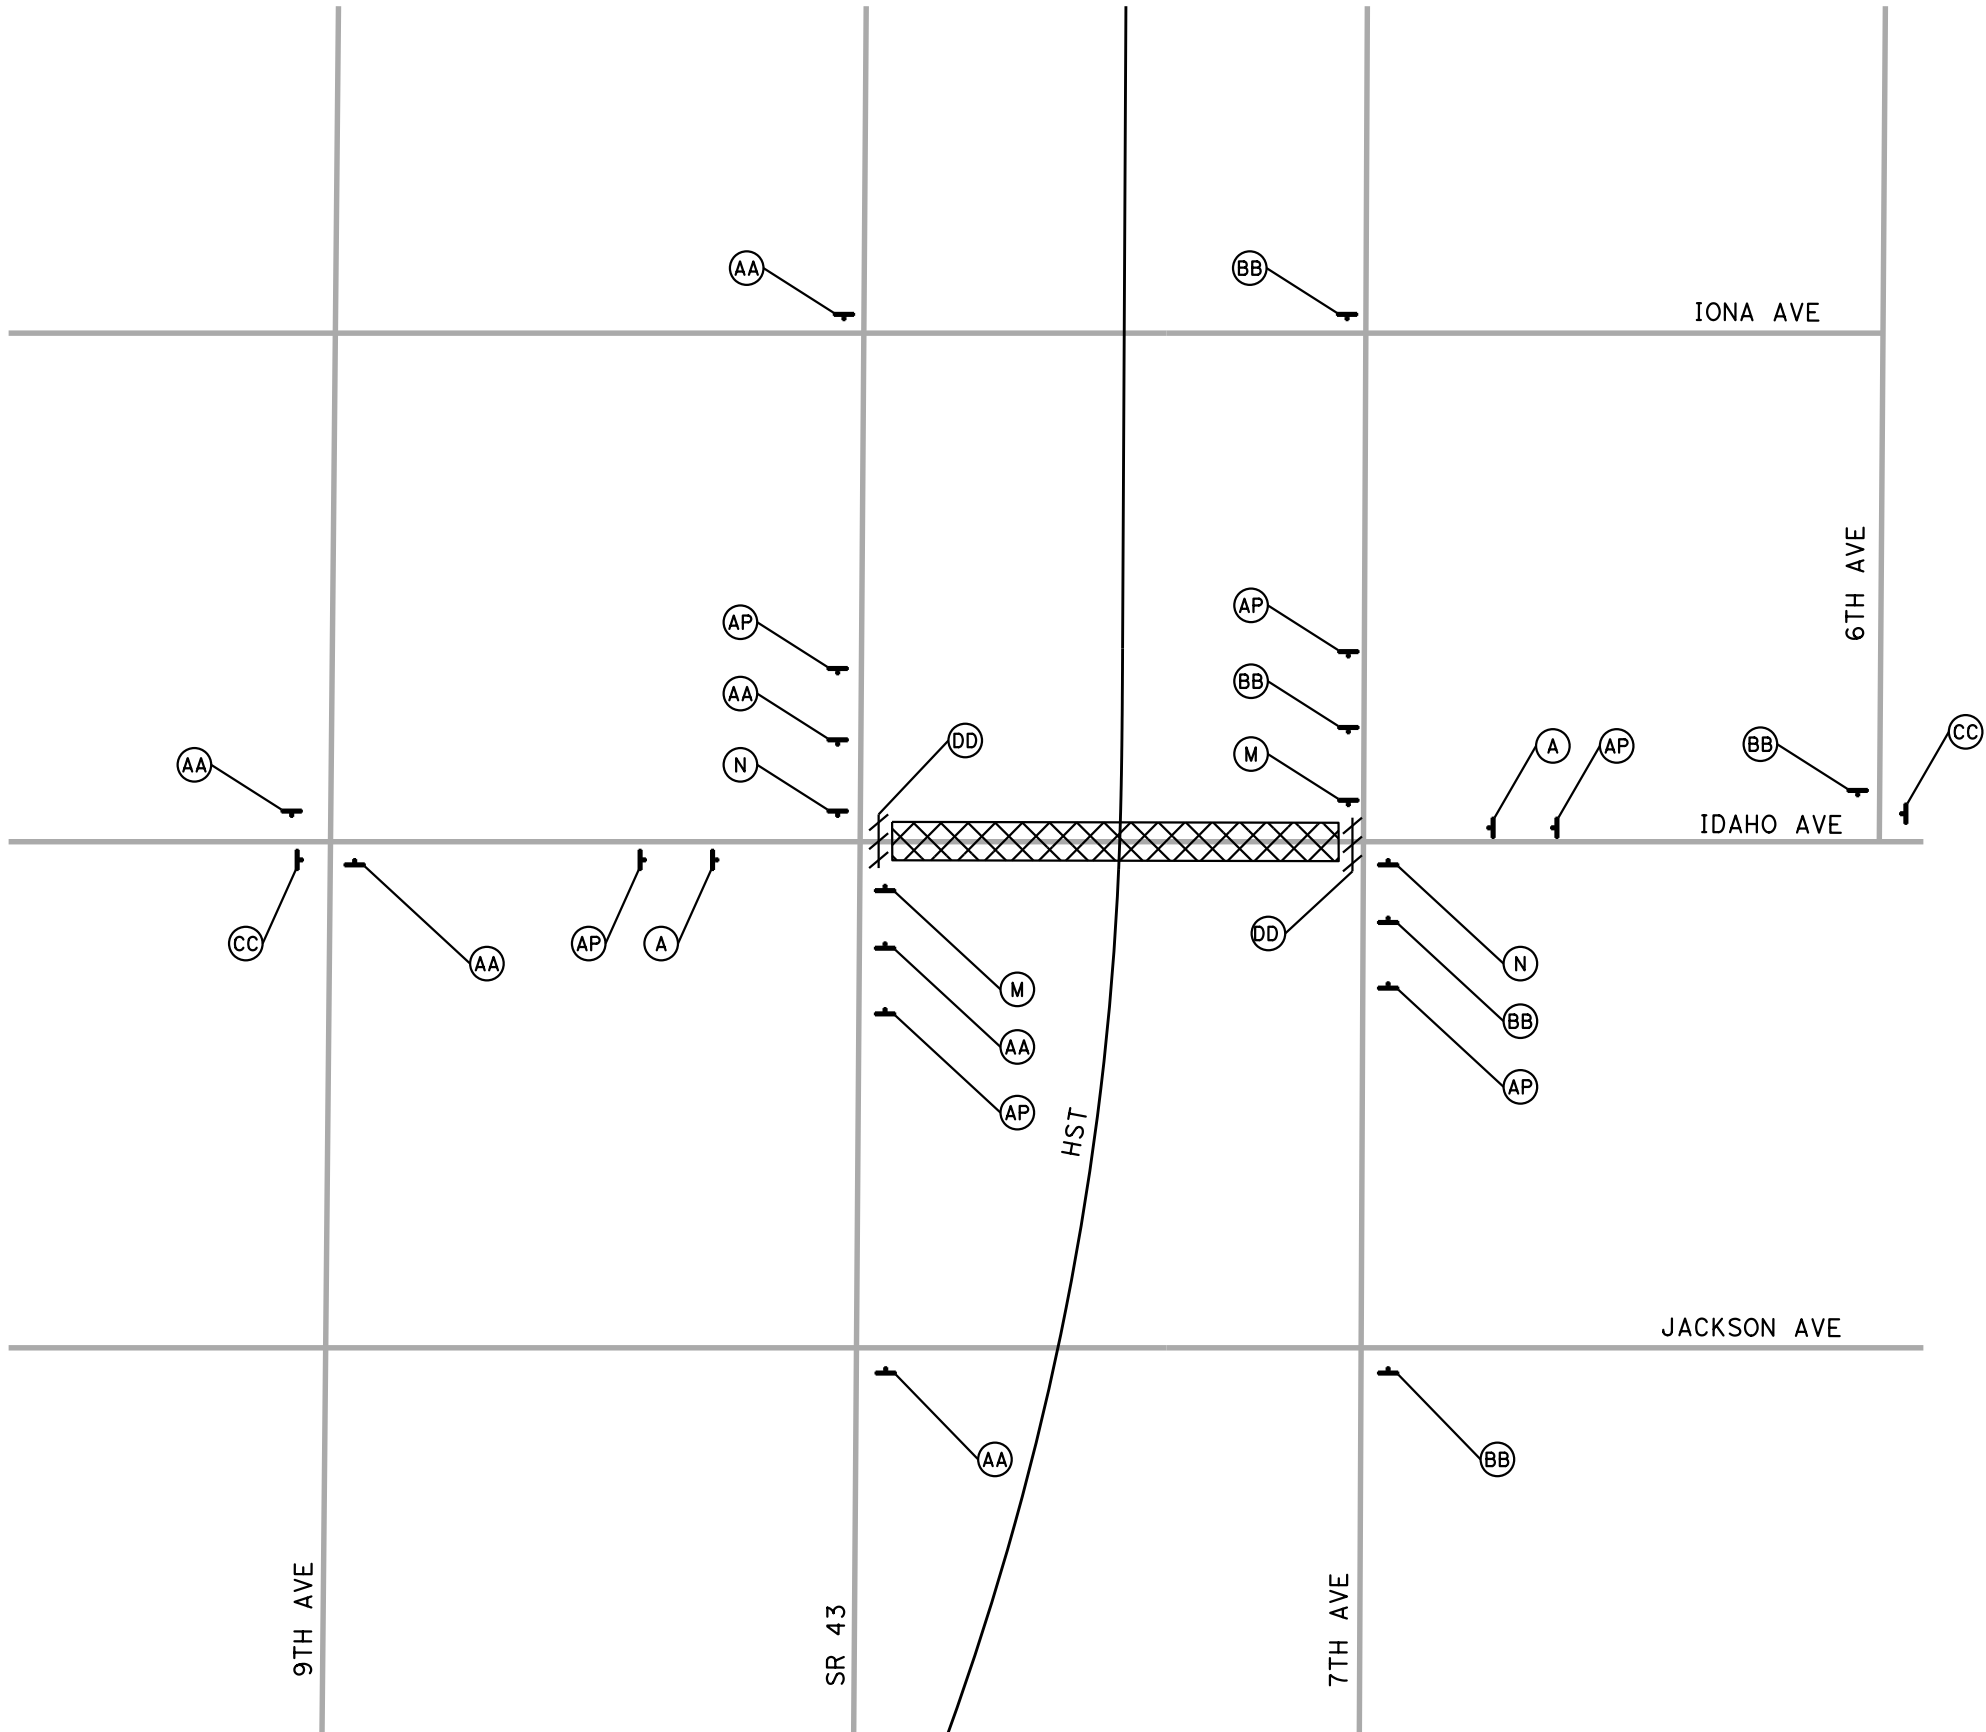 AA
BB
IONA AVE
6TH AVE
AP
AP
AA
BB
DD
M
A
AP
BB
CC
AA
N
IDAHO AVE
CC
AP
A
AA
DD
N
M
BB
AA
AP
AP
HST
JACKSON AVE
AA
BB
9TH AVE
SR 43
7TH AVE